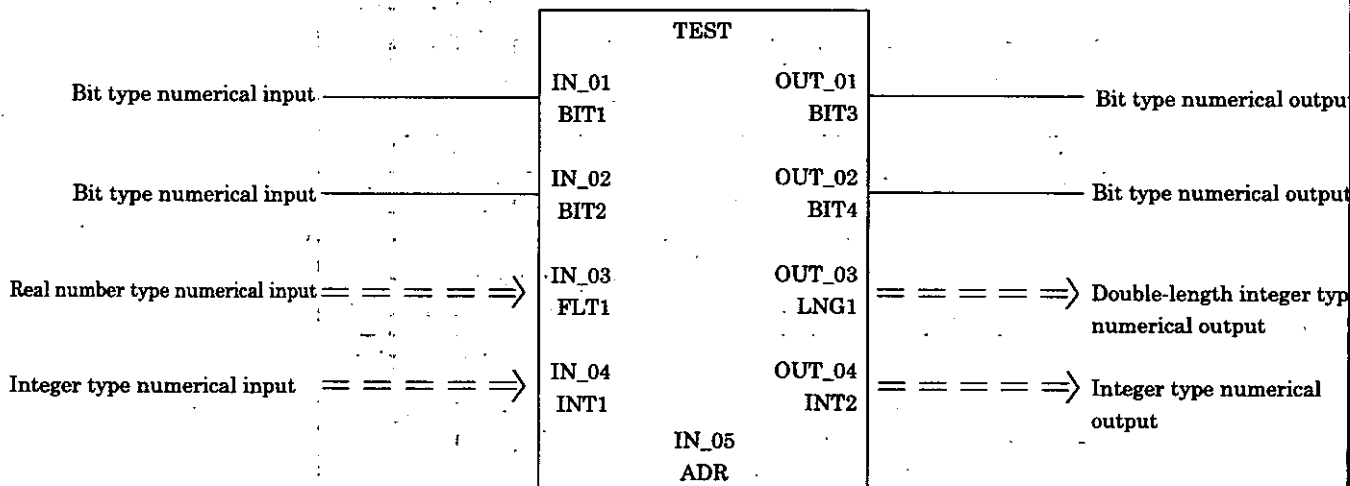 TEST
Bit type numerical input
IN_01
BIT1
OUT_01
BIT3
Bit type numerical outpu
Bit type numerical input
IN_02
BIT2
OUT_02
BIT4
Bit type numerical output
Real number type numerical input
IN_03
FLT1
OUT_03
LNG1
Double-length integer typ
numerical output
Integer type numerical input
IN_04
INT1
OUT_04
INT2
Integer type numerical
output
IN_05
ADR